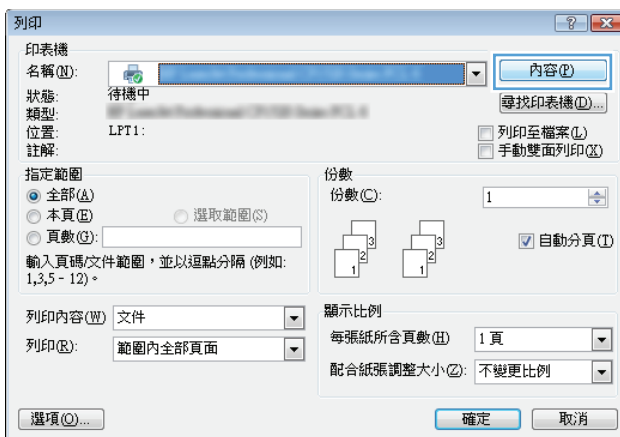 列印
印表機
名稱(N):
內容(P)
狀態:
待機中
尋找印表機(D)...
類型:
位置:
LPT1:
列印至檔案(L)
註解:
手動雙面列印(X)
指定範圍
全部(A)
本頁(E)
選取範圍(S)
頁數(G):
輸入頁碼/文件範圍,並以逗點分隔 (例如:
1,3,5 - 12)。
份數
份數(C):
1
1
2
3
1
2
3
自動分頁(T)
列印內容(W)
文件
列印(R):
範圍內全部頁面
顯示比例
每張紙所含頁數(H)
1 頁
配合紙張調整大小(Z):
不變更比例
選項(O)...
確定
取消